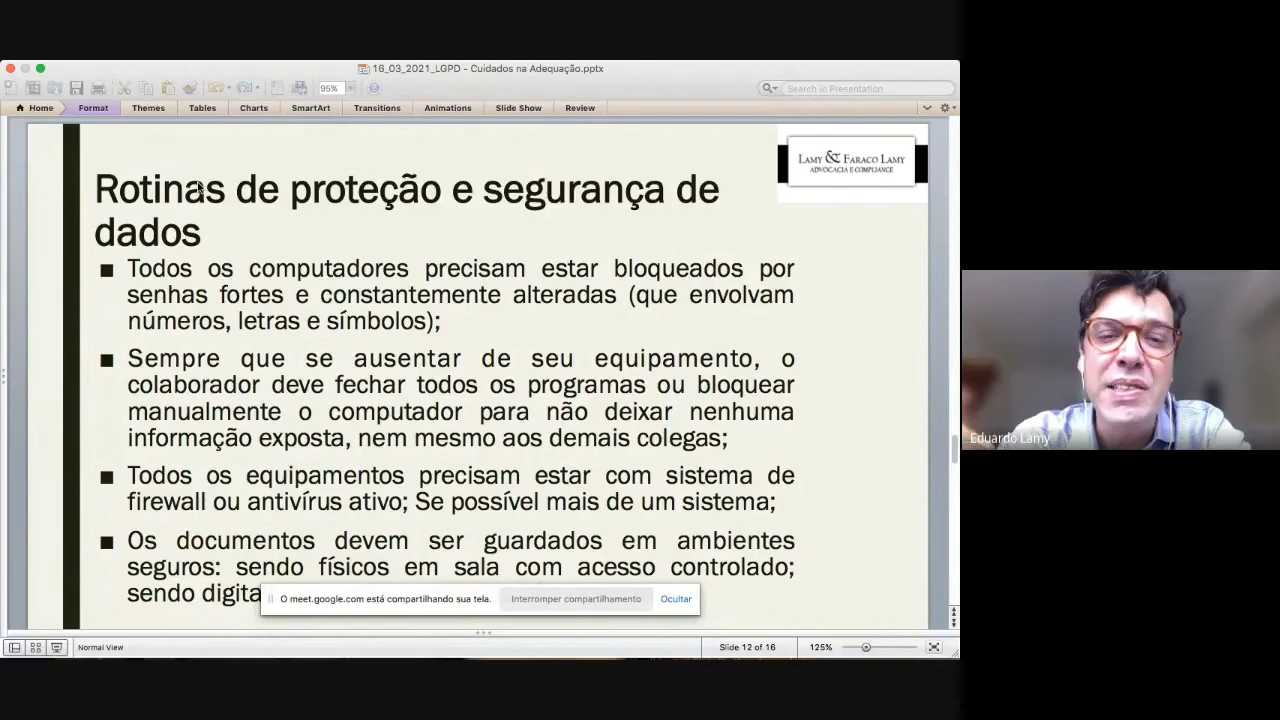 16_03_2021_LGPD - Cuidados na Adequação.pptx
95%
Search in Presentation
Home Format Themes Tables Charts SmartArt Transitions Animations Slide Show Review
LAMY & FARACO LAMY
ADVOCACIA E COMPLIANCE
Rotinas de proteção e segurança de
dados
Todos os computadores precisam estar bloqueados por
senhas fortes e constantemente alteradas (que envolvam
números, letras e símbolos);
Sempre que se ausentar de seu equipamento, o
colaborador deve fechar todos os programas ou bloquear
manualmente o computador para não deixar nenhuma
informação exposta, nem mesmo aos demais colegas;
Todos os equipamentos precisam estar com sistema de
firewall ou antivírus ativo; Se possível mais de um sistema;
Os documentos devem ser guardados em ambientes
seguros: sendo físicos em sala com acesso controlado;
sendo
O meet.google.com está compartilhando sua tela. Interromper compartilhamento Ocultar
Normal View Slide 12 of 16 125%
Eduardo Lamy